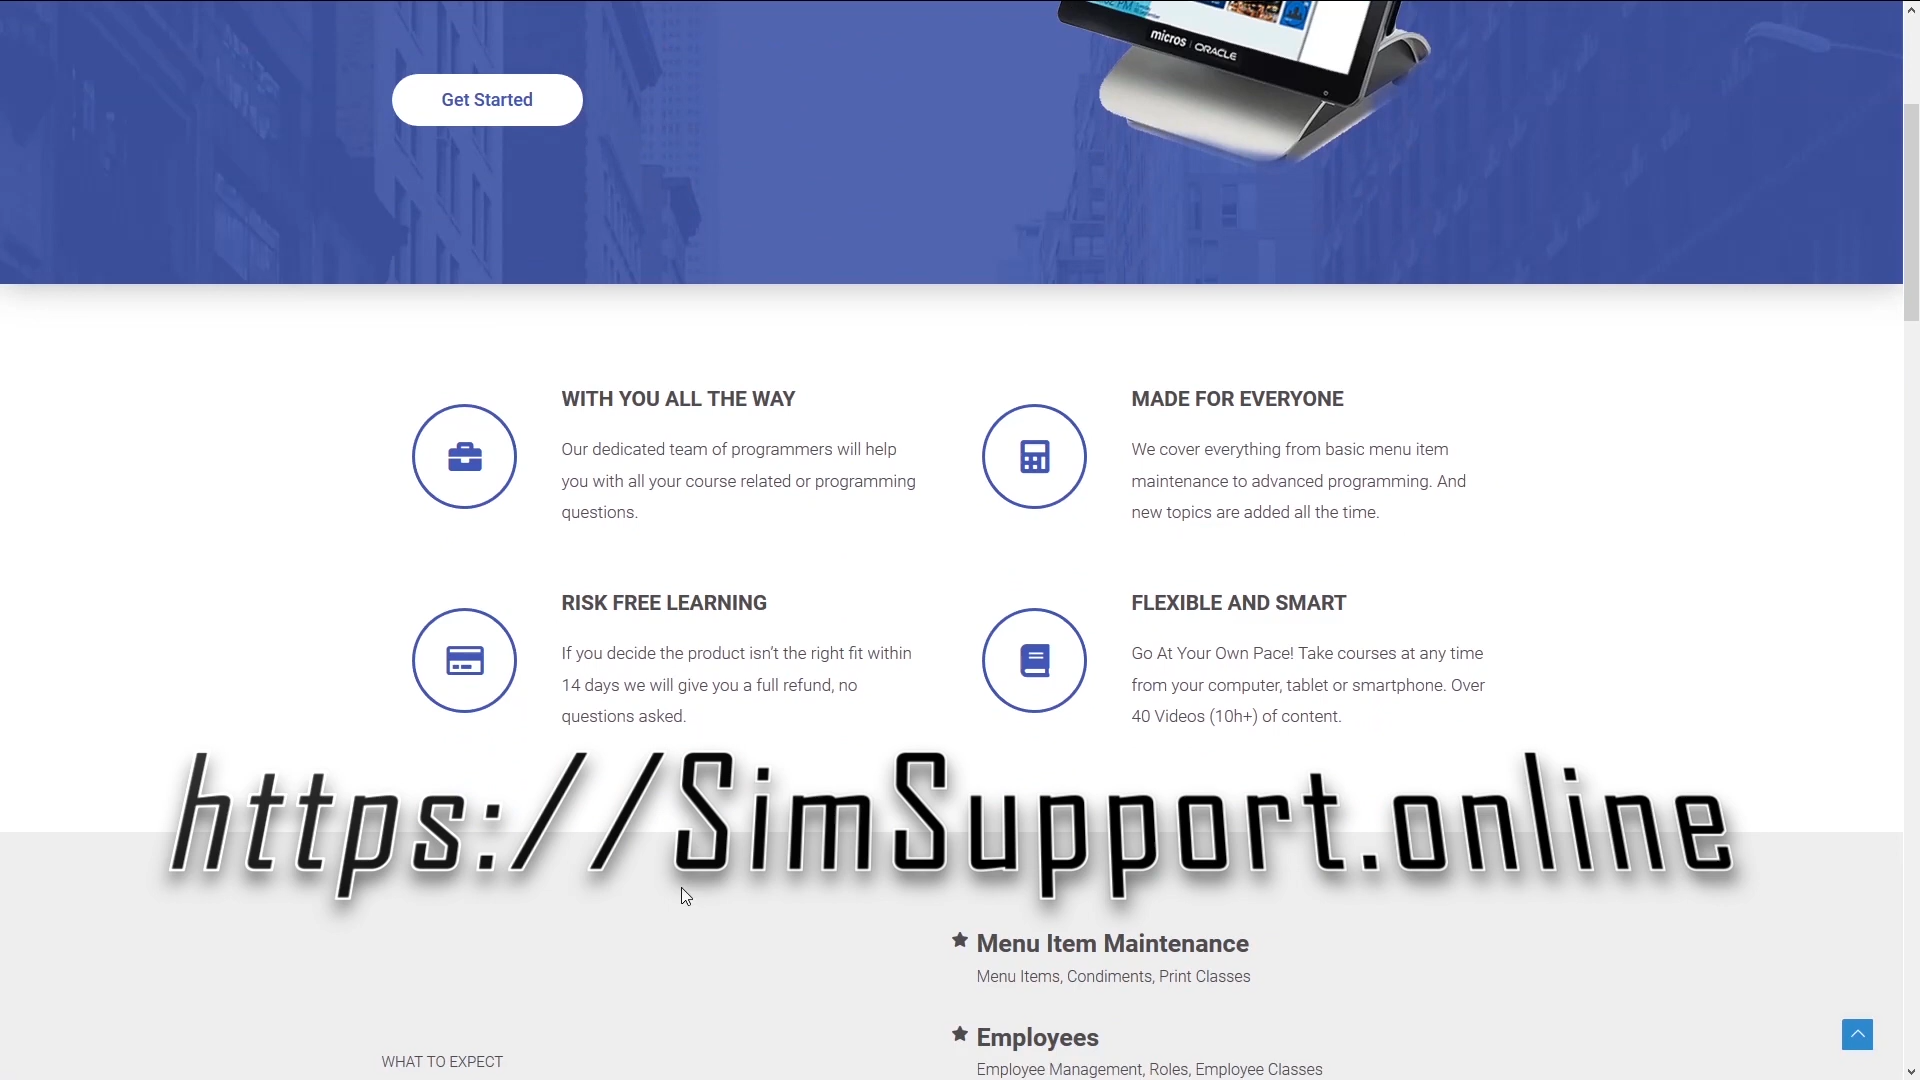 micros | ORACLE
Get Started
WITH YOU ALL THE WAY
Our dedicated team of programmers will help
you with all your course related or programming
questions.
MADE FOR EVERYONE
We cover everything from basic menu item
maintenance to advanced programming. And
new topics are added all the time.
RISK FREE LEARNING
If you decide the product isn’t the right fit within
14 days we will give you a full refund, no
questions asked.
FLEXIBLE AND SMART
Go At Your Own Pace! Take courses at any time
from your computer, tablet or smartphone. Over
40 Videos (10h+) of content.
https://SimSupport.online
Menu Item Maintenance
Menu Items, Condiments, Print Classes
Employees
Employee Management, Roles, Employee Classes
WHAT TO EXPECT